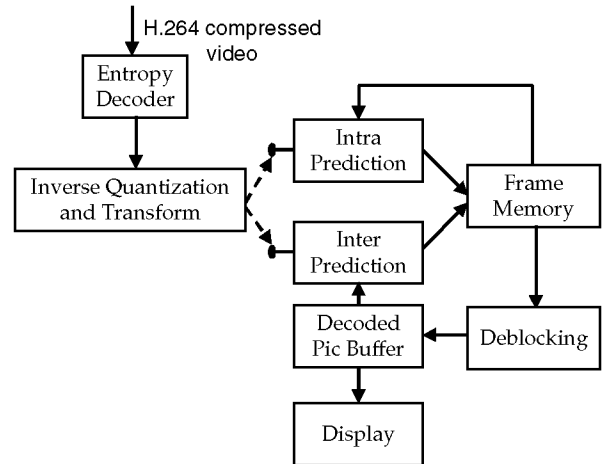 H.264 compressed
video
Entropy
Decoder
Intra
Prediction
Inverse Quantization
and Transform
Frame
Memory
Inter
Prediction
Decoded
Pic Buffer
Deblocking
Display